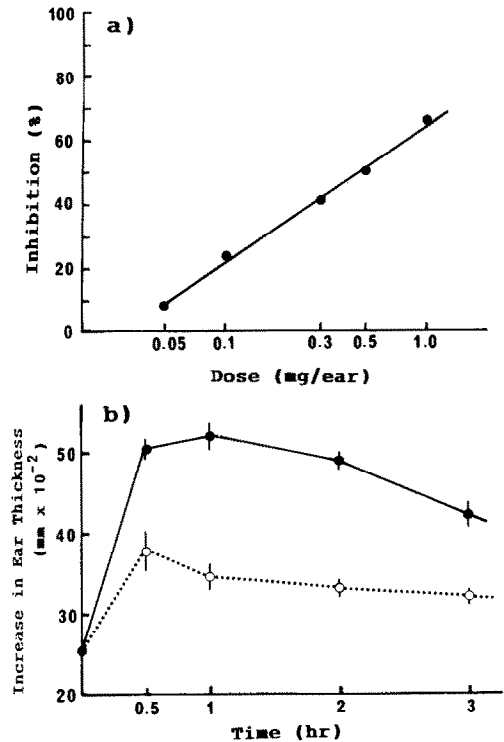 a)
100
80
60
40
20
0
Inhibition (%)
0.05 0.1 0.3 0.5 1.0
Dose (mg/ear)
b)
50
40
30
20
Increase in Ear Thickness
(mm x 10-2)
0.5 1 2 3
Time (hr)